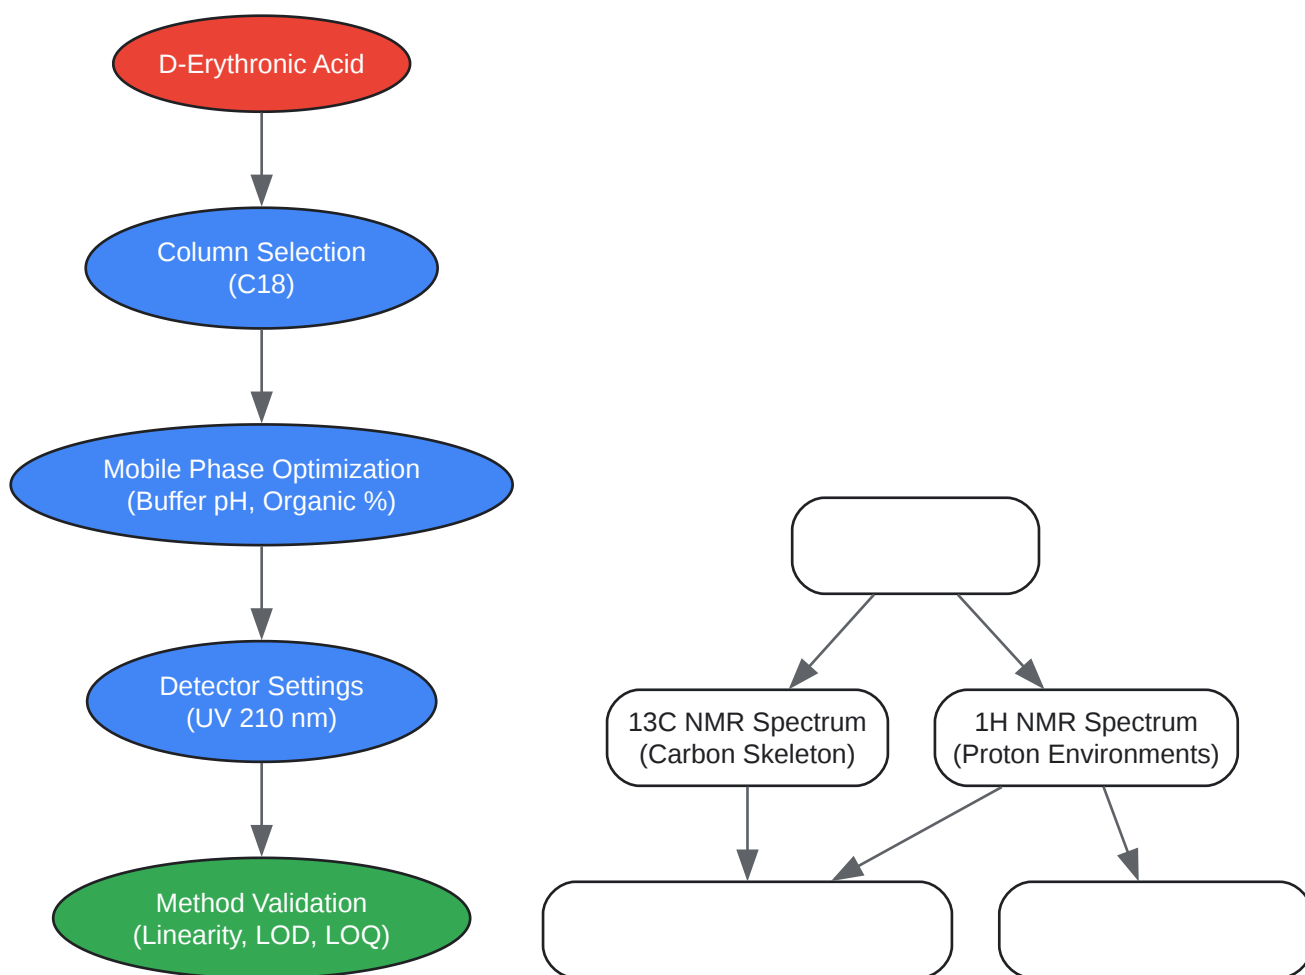 D-Erythronic Acid
Column Selection
(C18)
Mobile Phase Optimization
(Buffer pH, Organic %)
Detector Settings
(UV 210 nm)
Method Validation
(Linearity, LOD, LOQ)
13C NMR Spectrum
(Carbon Skeleton)
1H NMR Spectrum
(Proton Environments)